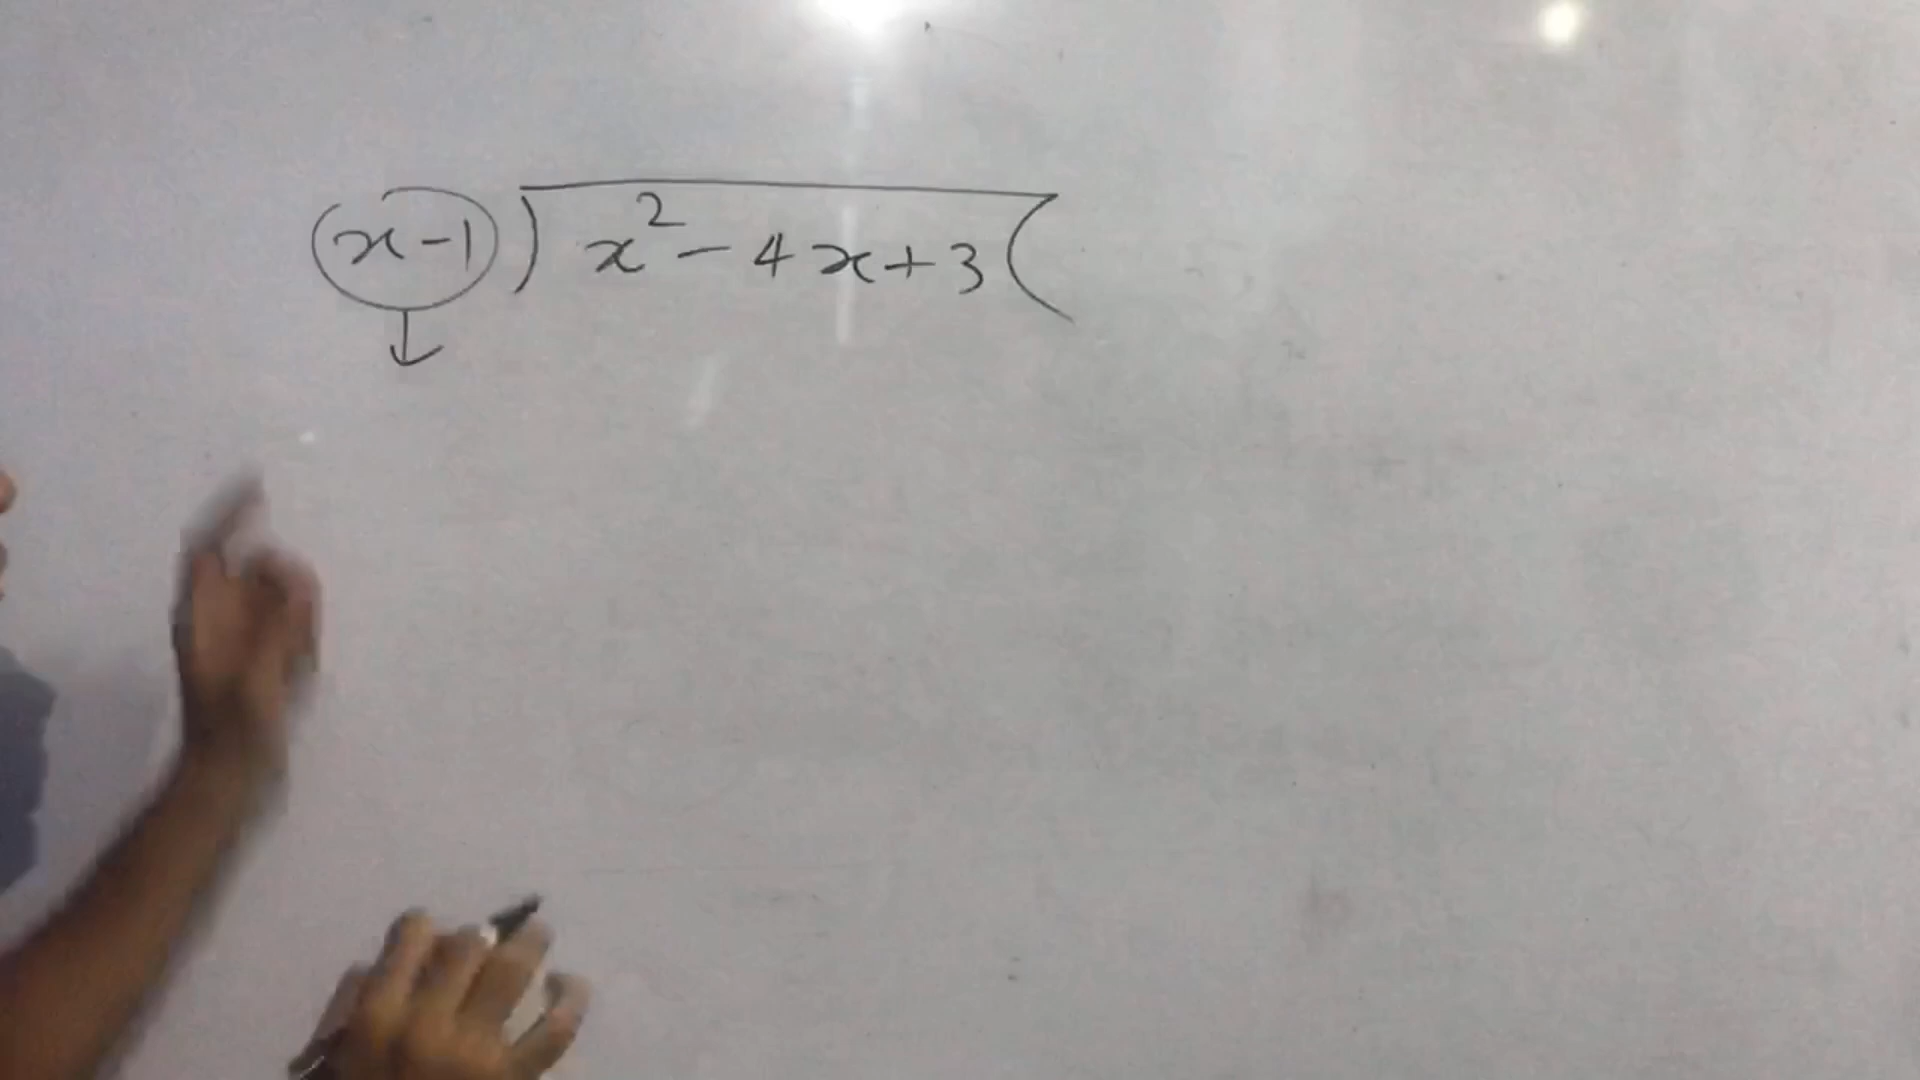 (x-1) ) x² - 4x + 3 (
↓